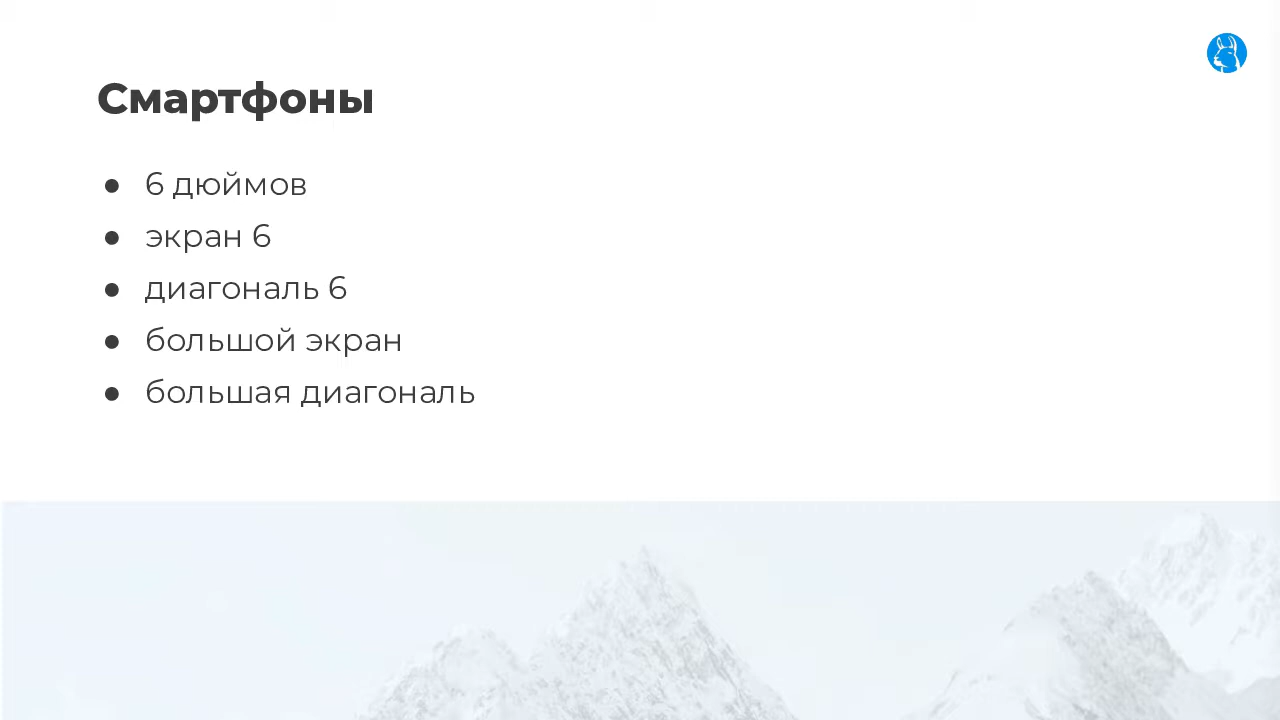 Смартфоны
● 6 дюймов
● экран 6
● диагональ 6
● большой экран
● большая диагональ